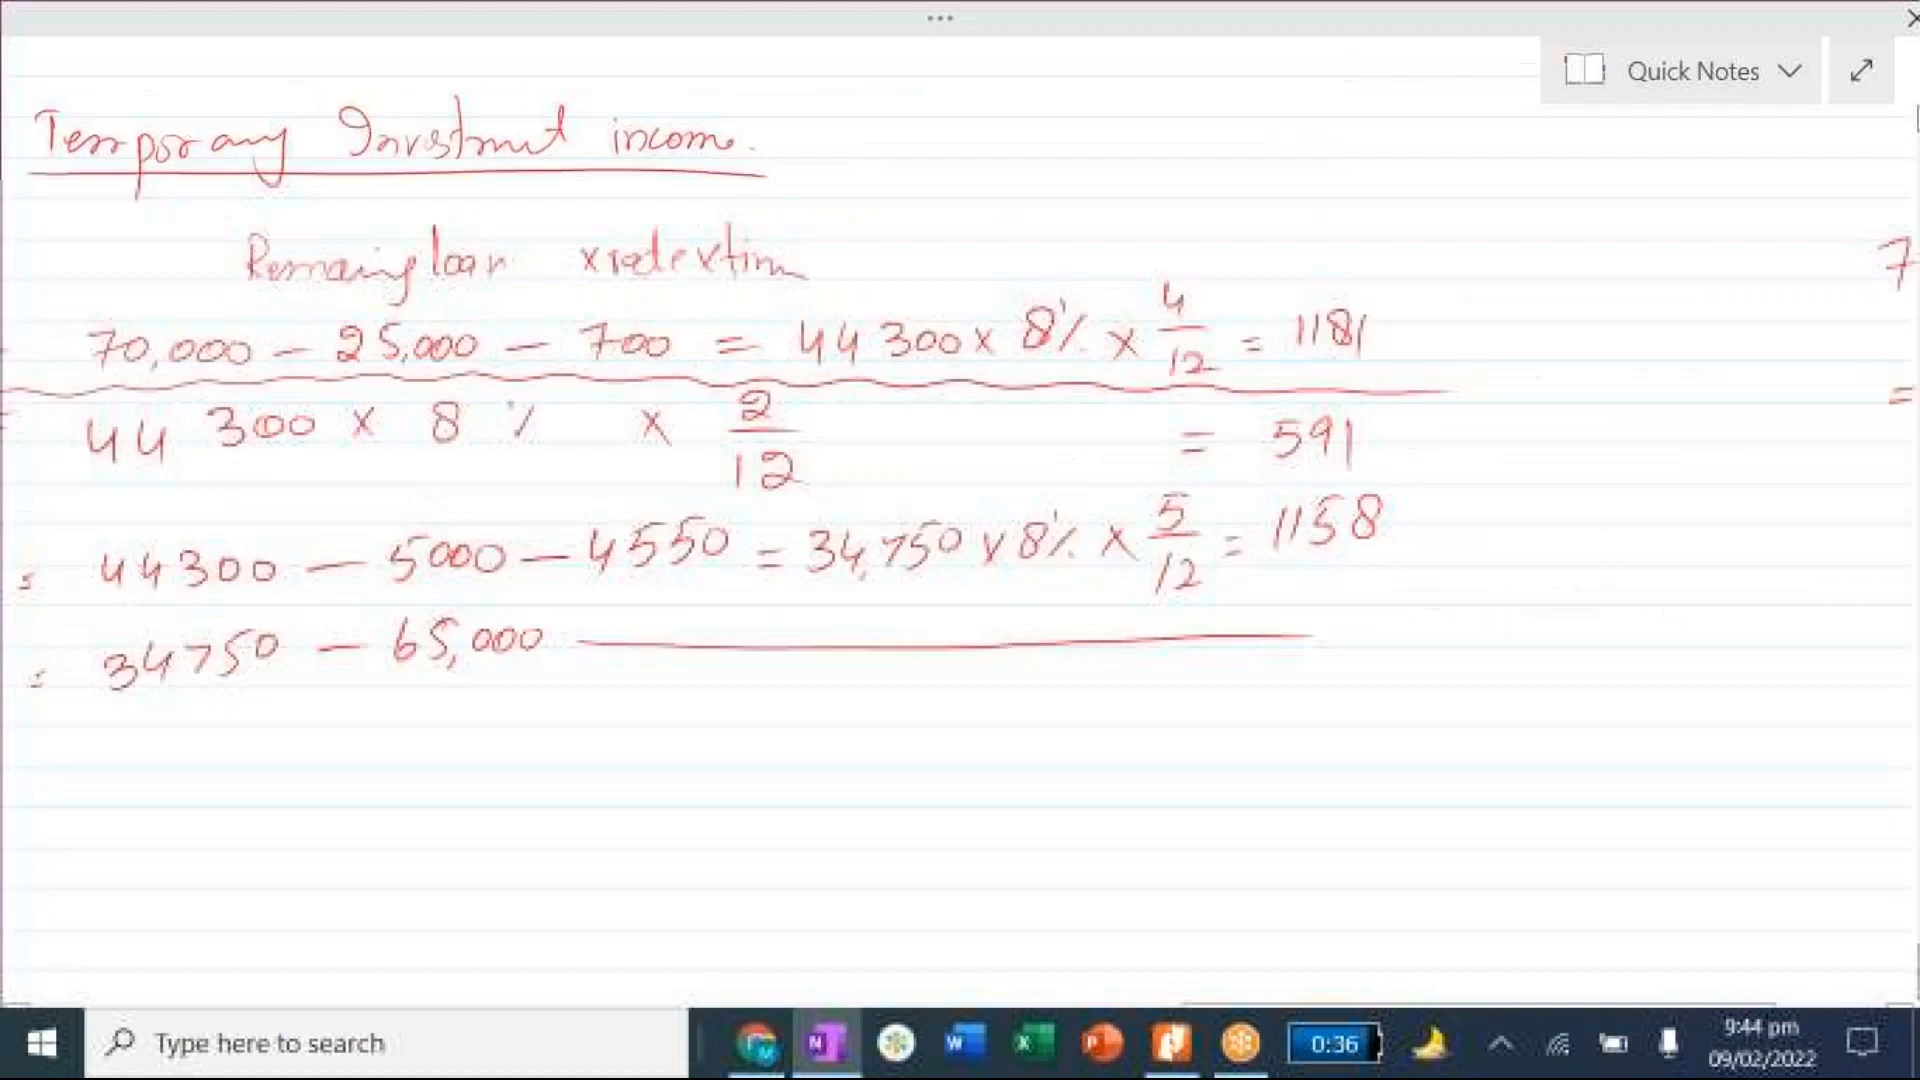 Quick Notes
Temporary Investment income.
Remaining loan x rate x time
70,000 - 25,000 - 700 = 44300 x 8% x 4/12 = 1181
44 300 x 8 % x 2/12 = 591
= 44300 - 5000 - 4550 = 34,750 x 8% x 5/12 = 1158
= 34750 - 65,000
7
=
Type here to search
0:36
9:44 pm
09/02/2022